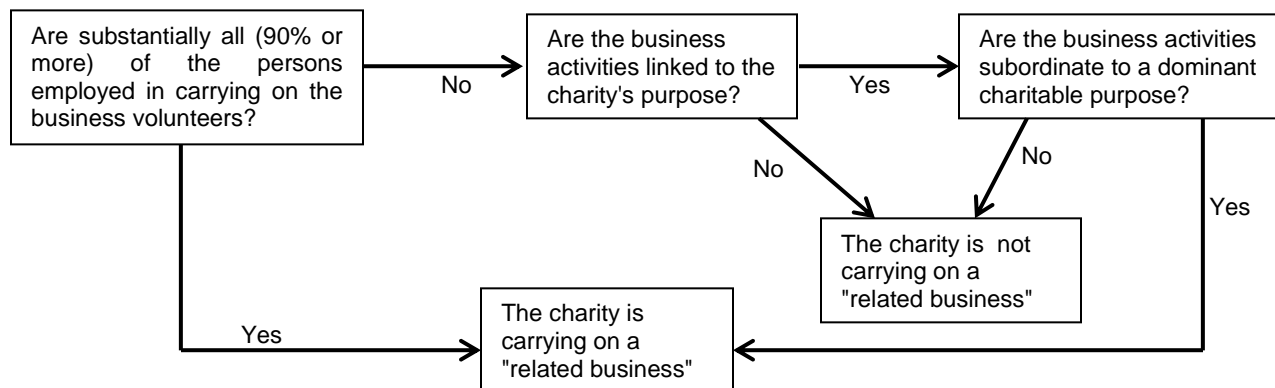 Are substantially all (90% or
more) of the persons
employed in carrying on the
business volunteers?
No
Are the business
activities linked to the
charity's purpose?
Yes
Are the business activities
subordinate to a dominant
charitable purpose?
No
No
Yes
The charity is not
carrying on a
"related business"
Yes
The charity is
carrying on a
"related business"